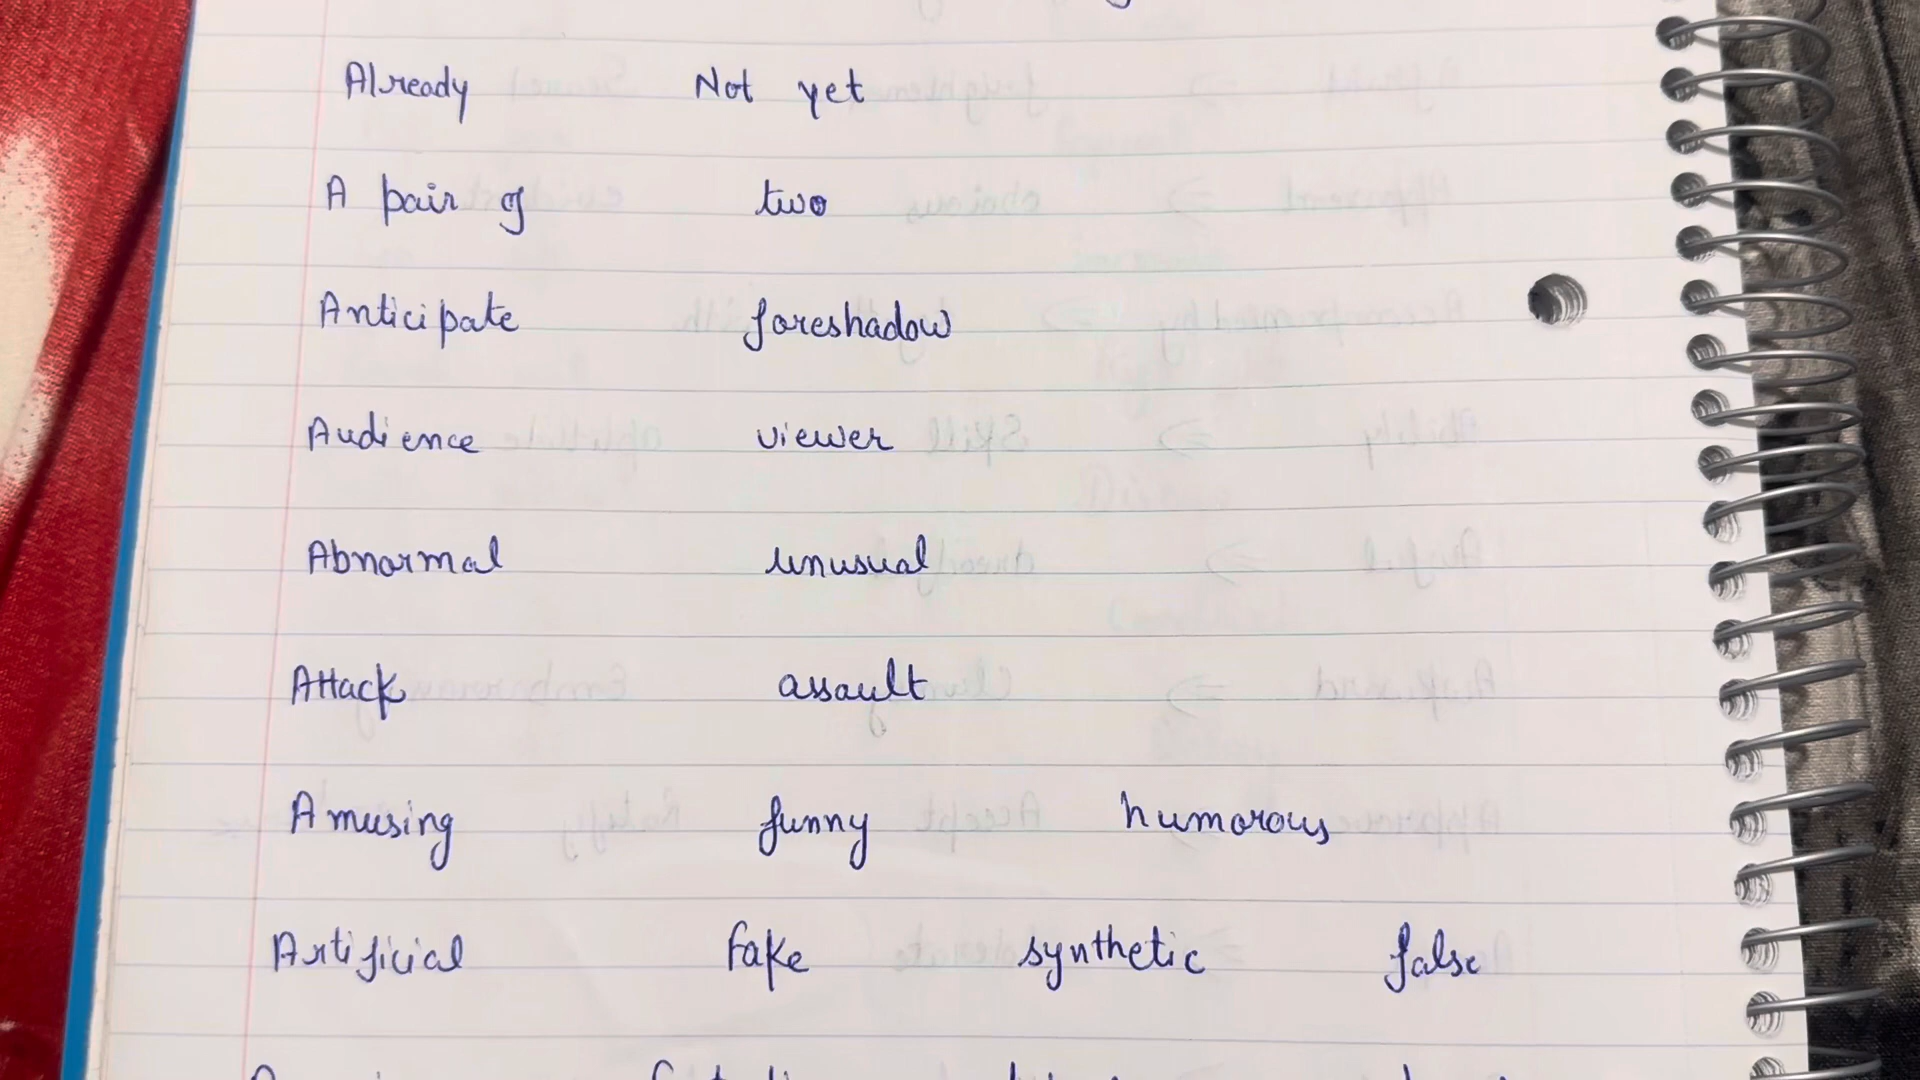 Already Not yet
A pair of two
Anticipate foreshadow
Audience viewer
Abnormal unusual
Attack assault
Amusing funny humorous
Artificial Fake synthetic false